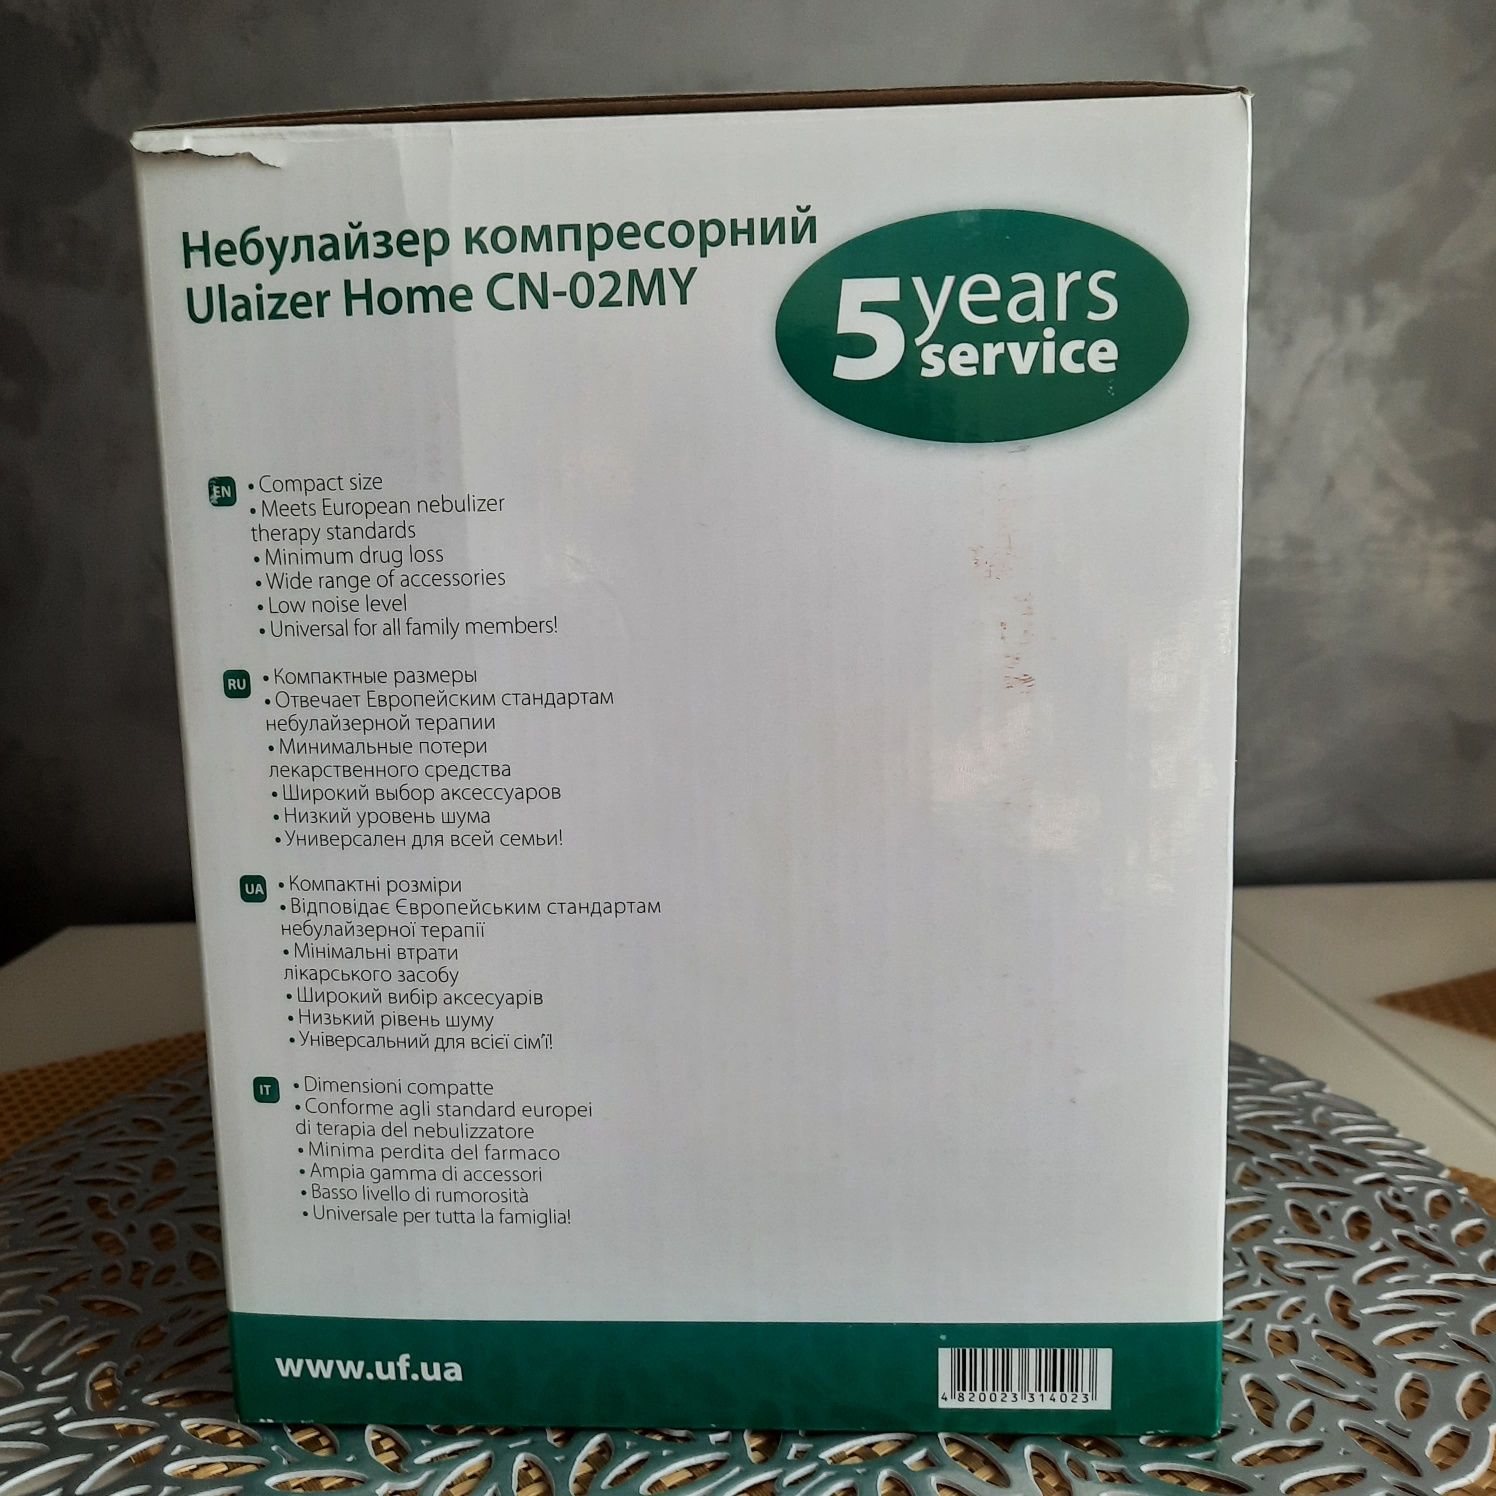 Небулайзер компресорний
Ulaizer Home CN-02MY
5 years
service
EN
• Compact size
• Meets European nebulizer
therapy standards
• Minimum drug loss
• Wide range of accessories
• Low noise level
• Universal for all family members!
RU
• Компактные размеры
• Отвечает Европейским стандартам
небулайзерной терапии
• Минимальные потери
лекарственного средства
• Широкий выбор аксессуаров
• Низкий уровень шума
• Универсален для всей семьи!
UA
• Компактні розміри
• Відповідає Європейським стандартам
небулайзерної терапії
• Мінімальні втрати
лікарського засобу
• Широкий вибір аксесуарів
• Низький рівень шуму
• Універсальний для всієї сім'ї!
IT
• Dimensioni compatte
• Conforme agli standard europei
di terapia del nebulizzatore
• Minima perdita del farmaco
• Ampia gamma di accessori
• Basso livello di rumorosità
• Universale per tutta la famiglia!
www.uf.ua
4 820023 314023